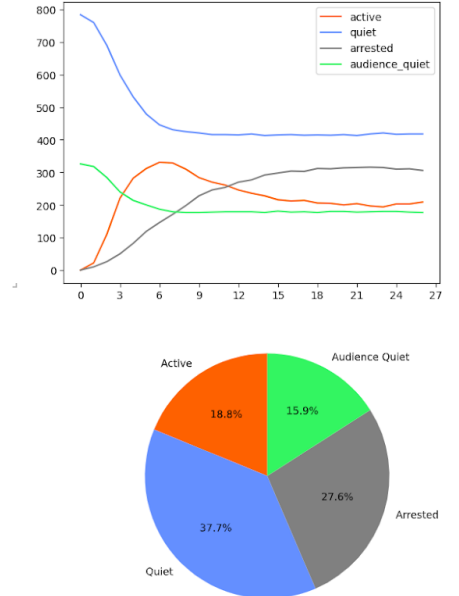 800
700
600
500
400
300
200
100
0
active
quiet
arrested
audience_quiet
0 3 6 9 12 15 18 21 24 27
Audience Quiet
Active
15.9%
18.8%
27.6%
Arrested
37.7%
Quiet